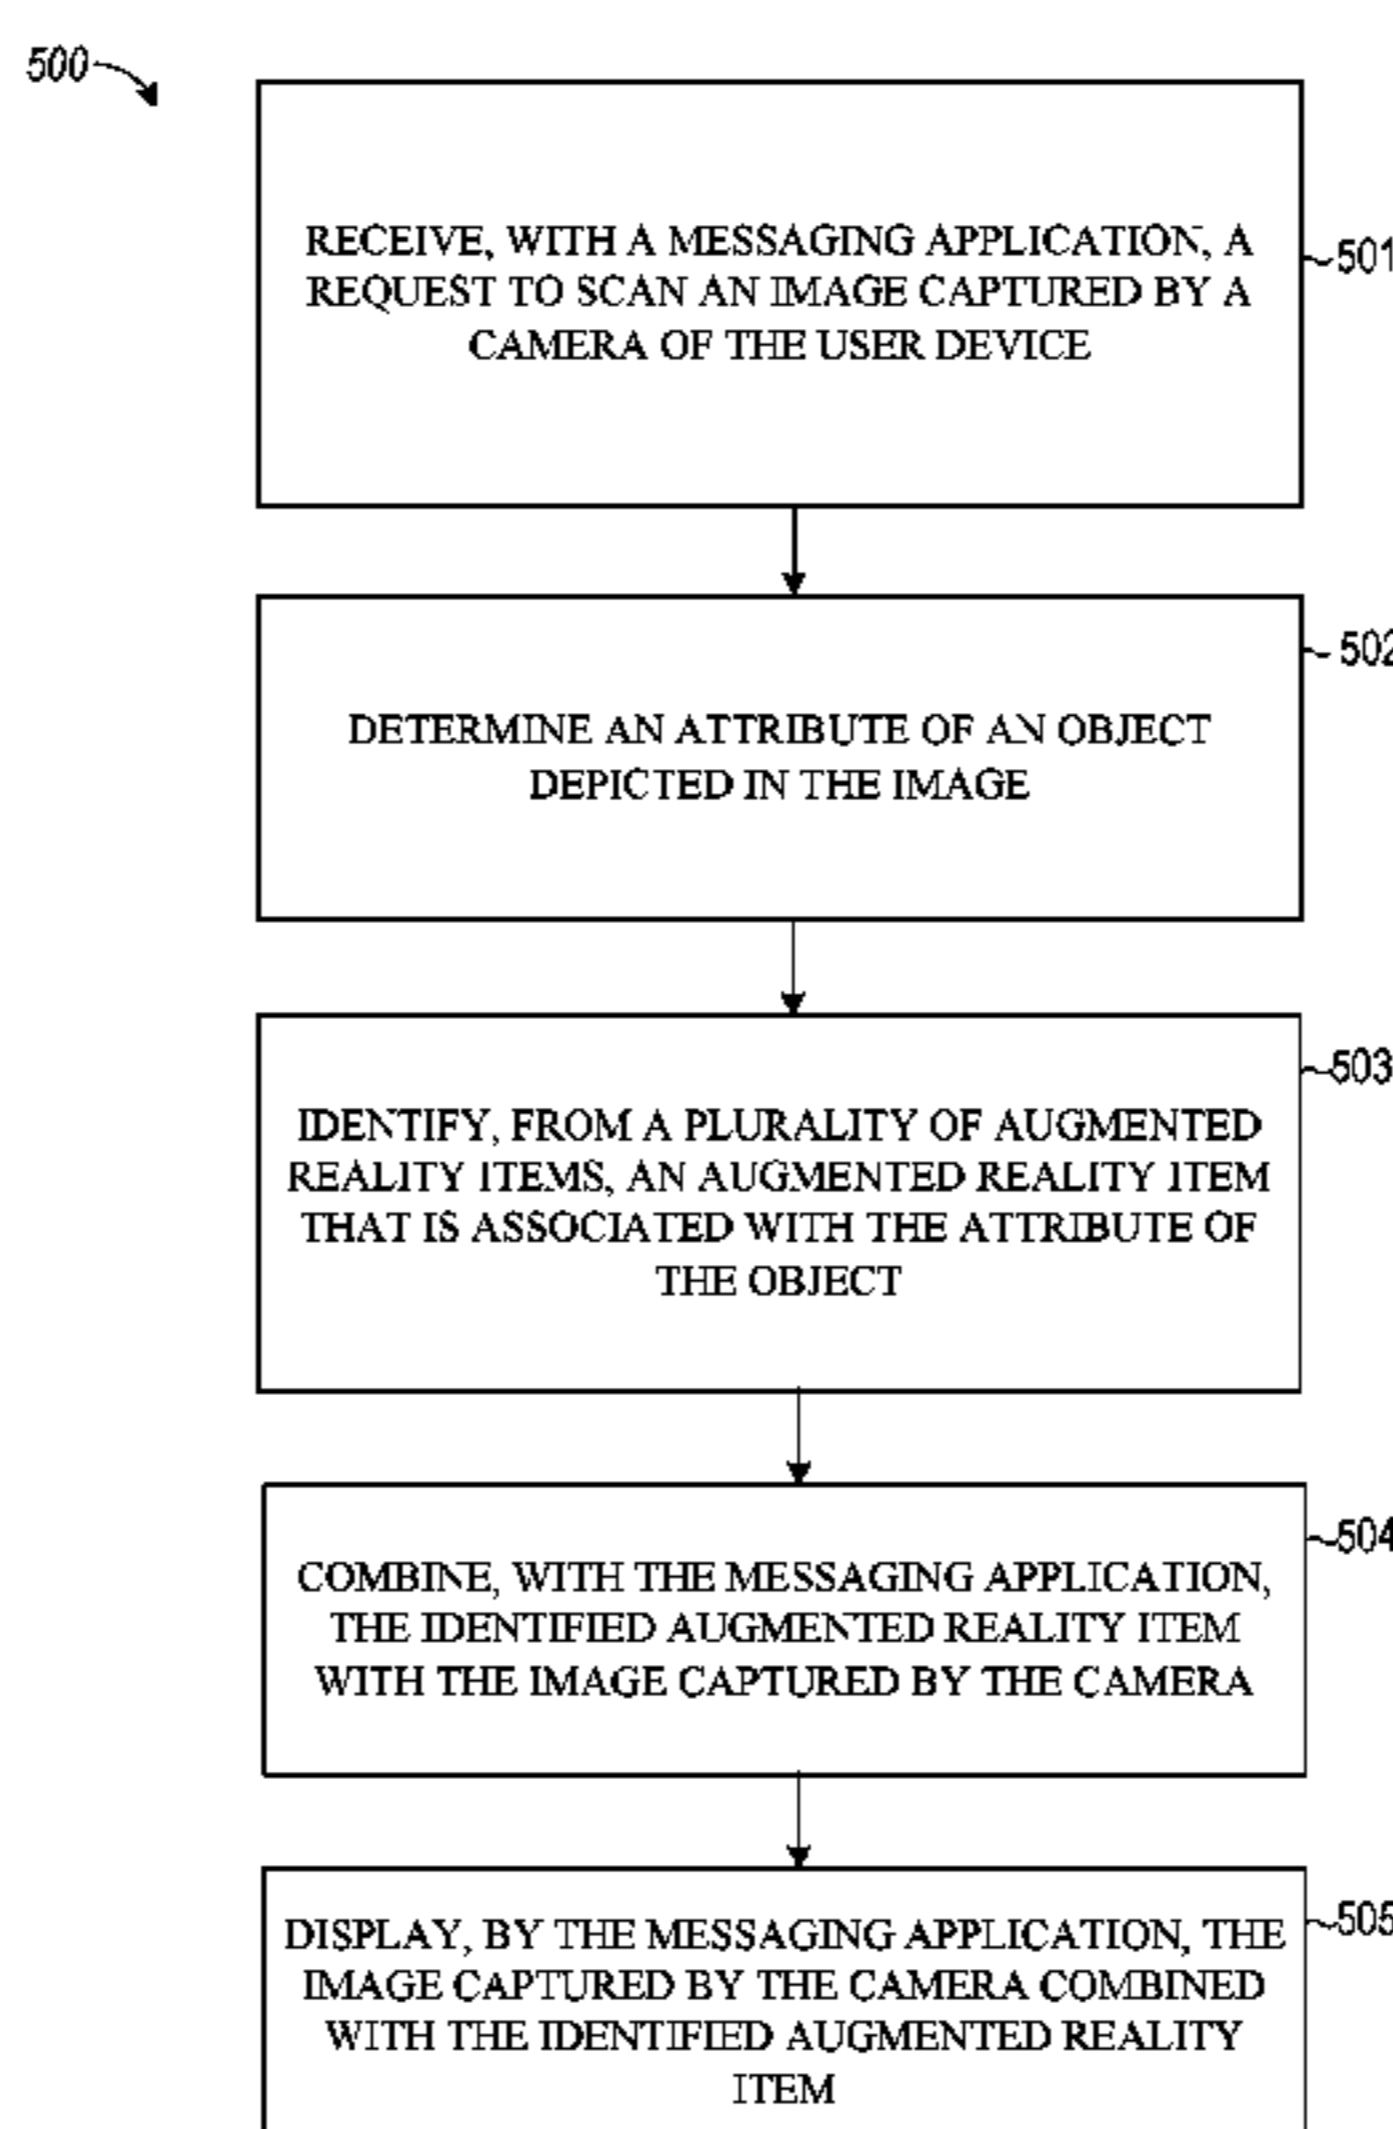 500
RECEIVE, WITH A MESSAGING APPLICATION, A
REQUEST TO SCAN AN IMAGE CAPTURED BY A
CAMERA OF THE USER DEVICE
501
502
DETERMINE AN ATTRIBUTE OF AN OBJECT
DEPICTED IN THE IMAGE
503
IDENTIFY, FROM A PLURALITY OF AUGMENTED
REALITY ITEMS, AN AUGMENTED REALITY ITEM
THAT IS ASSOCIATED WITH THE ATTRIBUTE OF
THE OBJECT
504
COMBINE, WITH THE MESSAGING APPLICATION,
THE IDENTIFIED AUGMENTED REALITY ITEM
WITH THE IMAGE CAPTURED BY THE CAMERA
505
DISPLAY, BY THE MESSAGING APPLICATION, THE
IMAGE CAPTURED BY THE CAMERA COMBINED
WITH THE IDENTIFIED AUGMENTED REALITY
ITEM